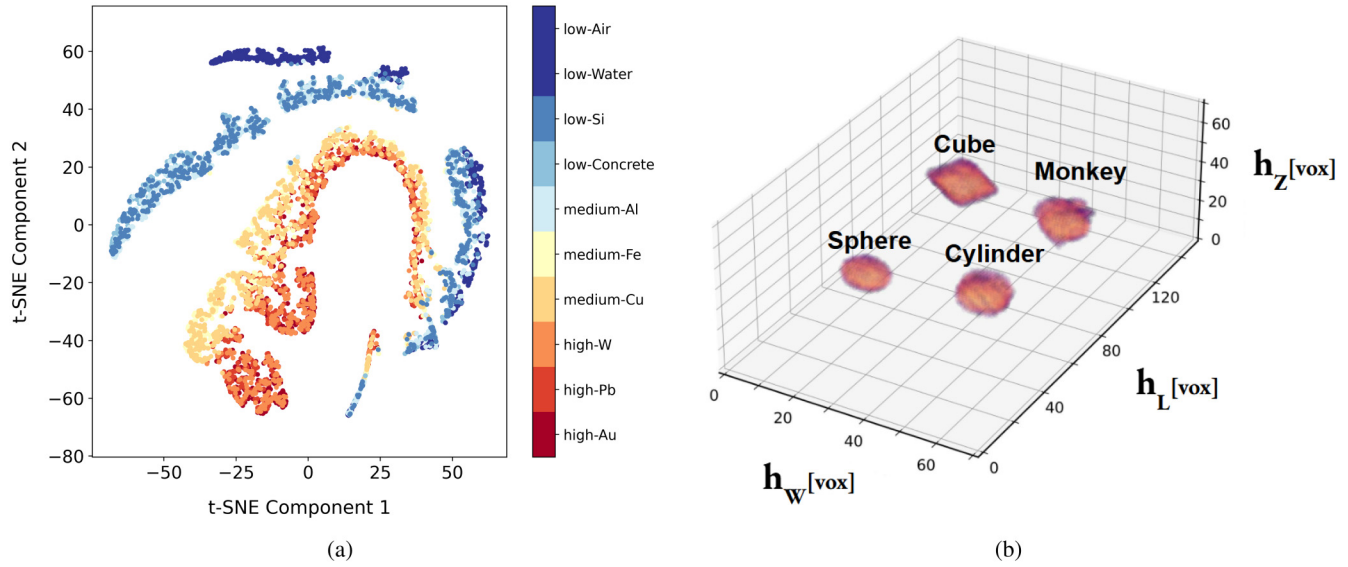 60
40
20
0
−20
−40
−60
−80
t-SNE Component 2
−50
−25
0
25
50
t-SNE Component 1
low-Air
low-Water
low-Si
low-Concrete
medium-Al
medium-Fe
medium-Cu
high-W
high-Pb
high-Au
(a)
Cube
Monkey
Sphere
Cylinder
60
40
20
0
hZ[vox]
120
80
40
0
hL[vox]
0
20
40
60
hW[vox]
(b)